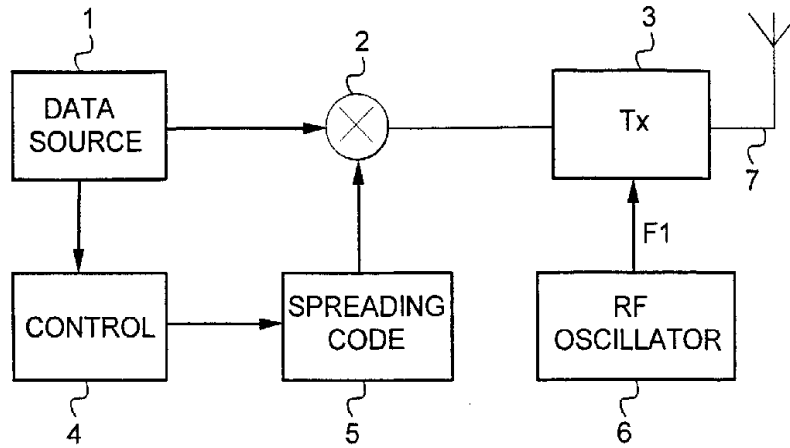 1
2
3
DATA
SOURCE
Tx
7
F1
CONTROL
SPREADING
CODE
RF
OSCILLATOR
4
5
6